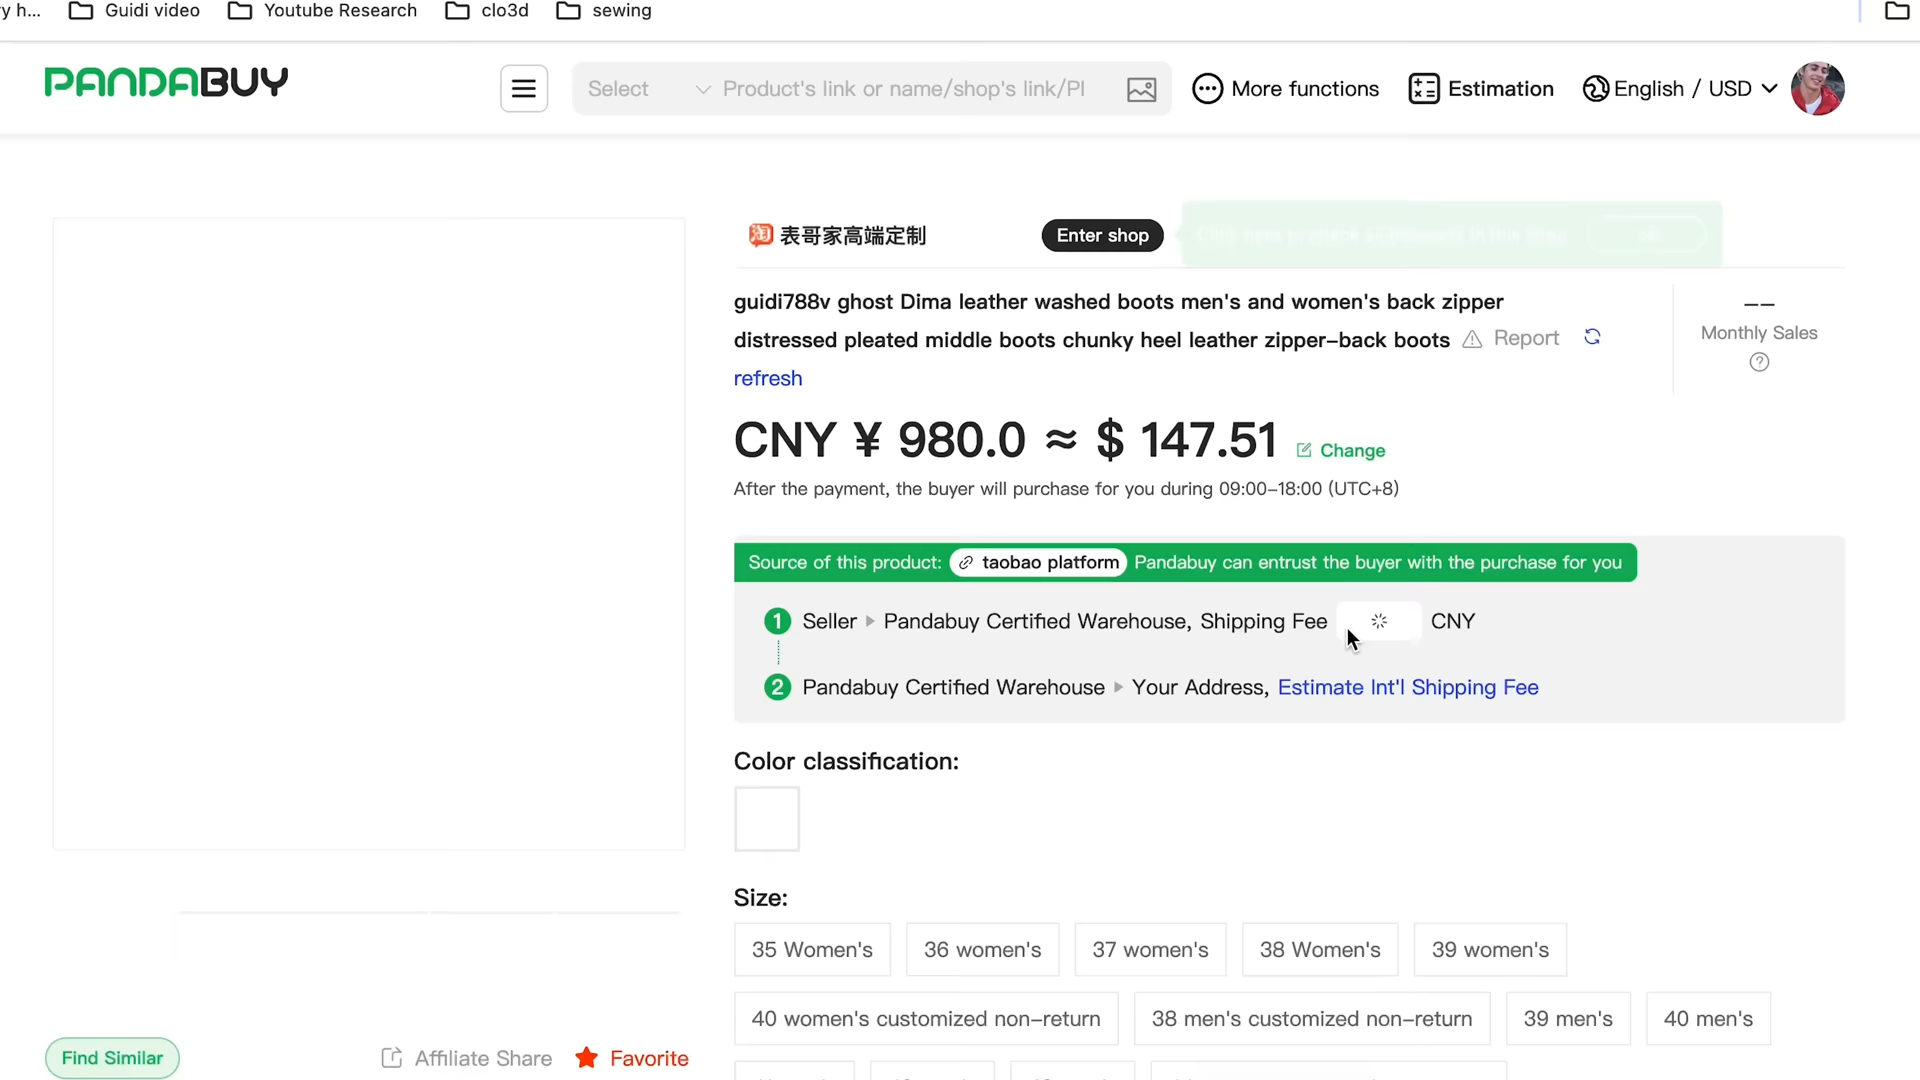 y h...
Guidi video
Youtube Research
clo3d
sewing
PANDABUY
Select
Product's link or name/shop's link/Pl
More functions
Estimation
English / USD
淘 表哥家高端定制
Enter shop
guidi788v ghost Dima leather washed boots men's and women's back zipper
distressed pleated middle boots chunky heel leather zipper-back boots
Report
refresh
Monthly Sales
CNY ¥ 980.0 ≈ $ 147.51
Change
After the payment, the buyer will purchase for you during 09:00-18:00 (UTC+8)
Source of this product: taobao platform Pandabuy can entrust the buyer with the purchase for you
1 Seller ▸ Pandabuy Certified Warehouse, Shipping Fee CNY
2 Pandabuy Certified Warehouse ▸ Your Address, Estimate Int'l Shipping Fee
Color classification:
Size:
35 Women's 36 women's 37 women's 38 Women's 39 women's
40 women's customized non-return 38 men's customized non-return 39 men's 40 men's
Find Similar
Affiliate Share
Favorite